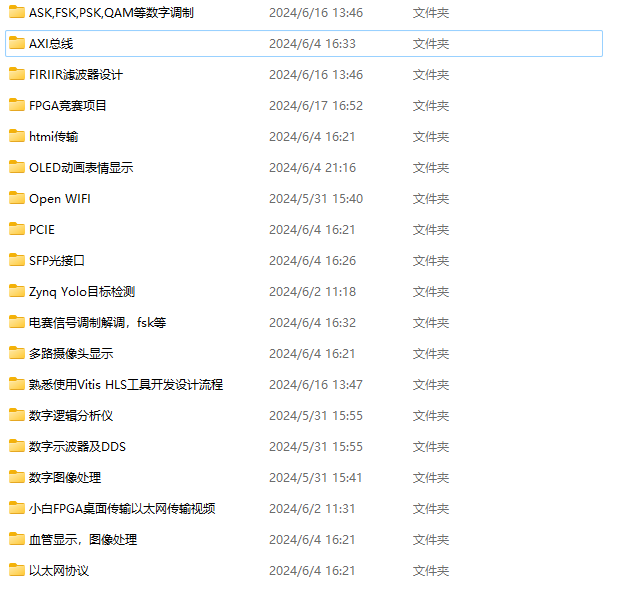 ASK,FSK,PSK,QAM等数字调制 2024/6/16 13:46 文件夹
AXI总线 2024/6/4 16:33 文件夹
FIRIIR滤波器设计 2024/6/16 13:46 文件夹
FPGA竞赛项目 2024/6/17 16:52 文件夹
htmi传输 2024/6/4 16:21 文件夹
OLED动画表情显示 2024/6/4 21:16 文件夹
Open WIFI 2024/5/31 15:40 文件夹
PCIE 2024/6/4 16:21 文件夹
SFP光接口 2024/6/4 16:26 文件夹
Zynq Yolo目标检测 2024/6/2 11:18 文件夹
电赛信号调制解调，fsk等 2024/6/4 16:32 文件夹
多路摄像头显示 2024/6/4 16:21 文件夹
熟悉使用Vitis HLS工具开发设计流程 2024/6/16 13:47 文件夹
数字逻辑分析仪 2024/5/31 15:55 文件夹
数字示波器及DDS 2024/5/31 15:55 文件夹
数字图像处理 2024/5/31 15:41 文件夹
小白FPGA桌面传输以太网传输视频 2024/6/2 11:31 文件夹
血管显示，图像处理 2024/6/4 16:21 文件夹
以太网协议 2024/6/4 16:21 文件夹